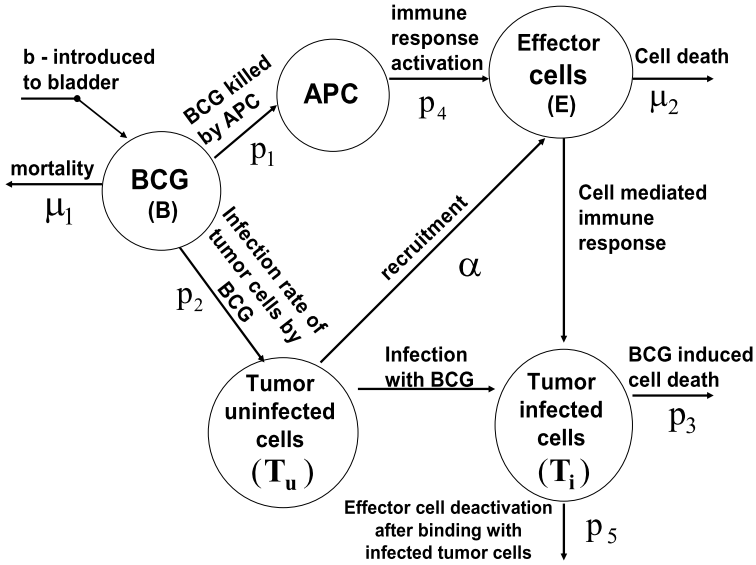 b - introduced
to bladder
BCG killed
by APC
p₁
APC
immune
response
activation
p₄
Effector
cells
(E)
Cell death
μ₂
mortality
μ₁
BCG
(B)
Infection rate of
tumor cells by
BCG
p₂
recruitment
α
Cell mediated
immune
response
Tumor
uninfected
cells
(Tᵤ)
Infection
with BCG
Tumor
infected
cells
(Tᵢ)
BCG induced
cell death
p₃
Effector cell deactivation
after binding with
infected tumor cells
p₅